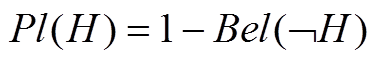 Pl(H) = 1 − Bel(¬H)